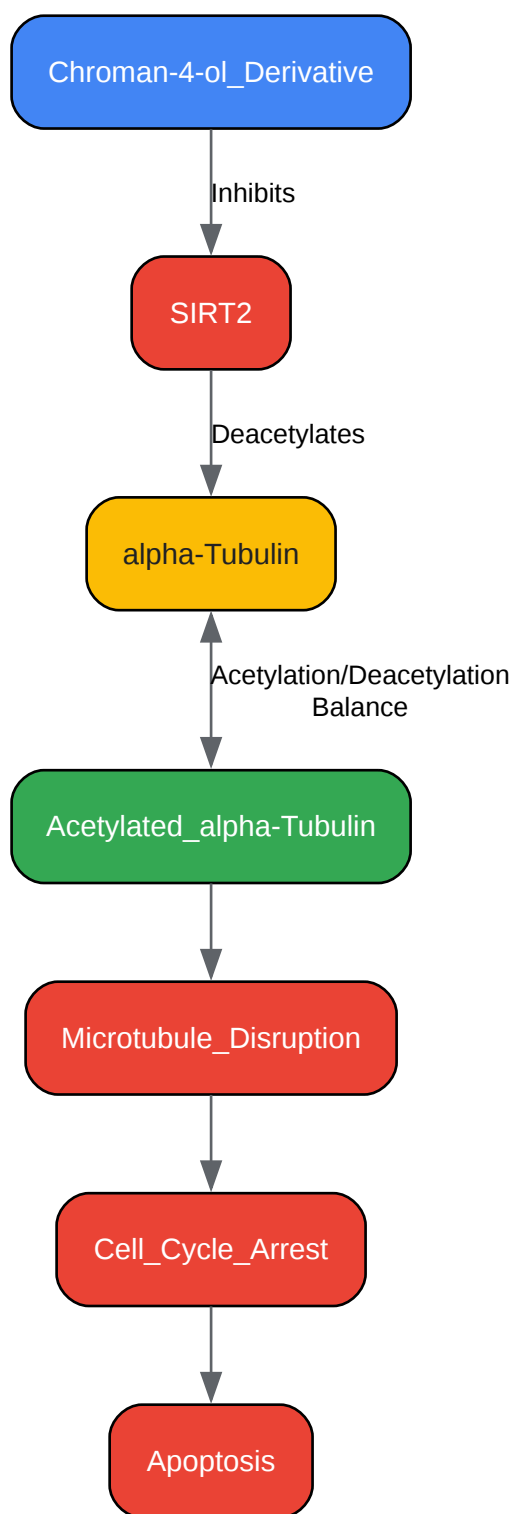 Chroman-4-ol_Derivative
Inhibits
SIRT2
Deacetylates
alpha-Tubulin
Acetylation/Deacetylation
Balance
Acetylated_alpha-Tubulin
Microtubule_Disruption
Cell_Cycle_Arrest
Apoptosis